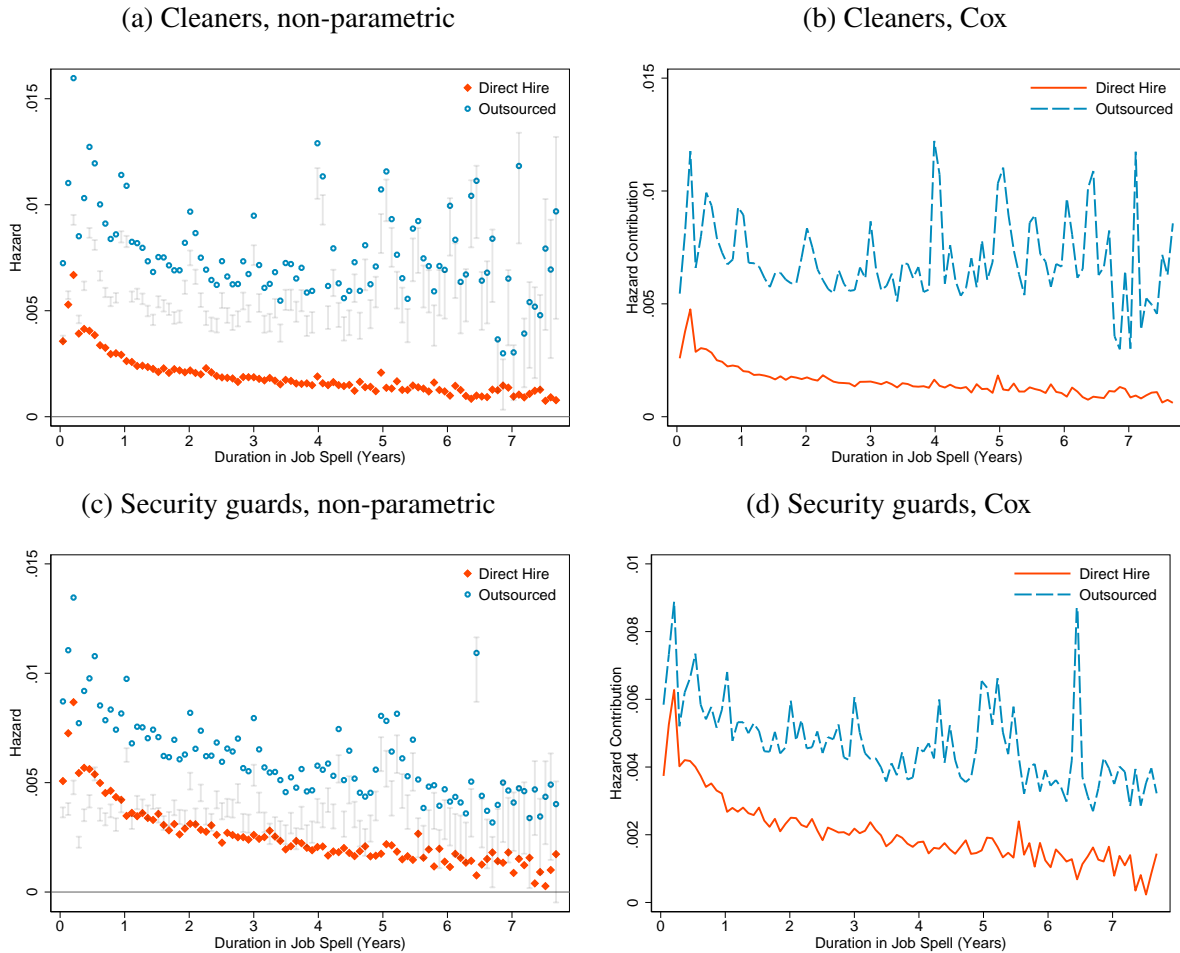 (a) Cleaners, non-parametric
.015
.01
.005
0
Hazard
0 1 2 3 4 5 6 7
Duration in Job Spell (Years)
Direct Hire
Outsourced
(b) Cleaners, Cox
.015
.01
.005
0
Hazard Contribution
0 1 2 3 4 5 6 7
Duration in Job Spell (Years)
Direct Hire
Outsourced
(c) Security guards, non-parametric
.015
.01
.005
0
Hazard
0 1 2 3 4 5 6 7
Duration in Job Spell (Years)
Direct Hire
Outsourced
(d) Security guards, Cox
.01
.008
.006
.004
.002
0
Hazard Contribution
0 1 2 3 4 5 6 7
Duration in Job Spell (Years)
Direct Hire
Outsourced